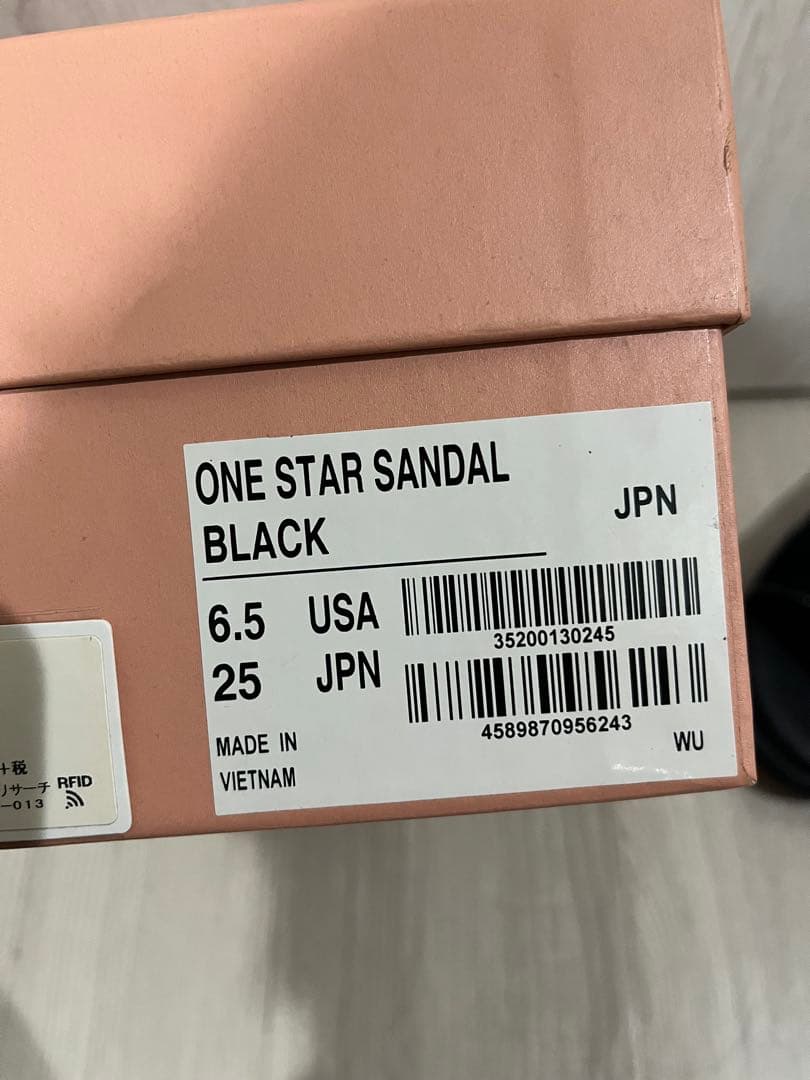 ONE STAR SANDAL
BLACK
JPN
6.5 USA
35200130245
25 JPN
4589870956243
MADE IN
VIETNAM
WU
+税
リサーチ
-013
RFID